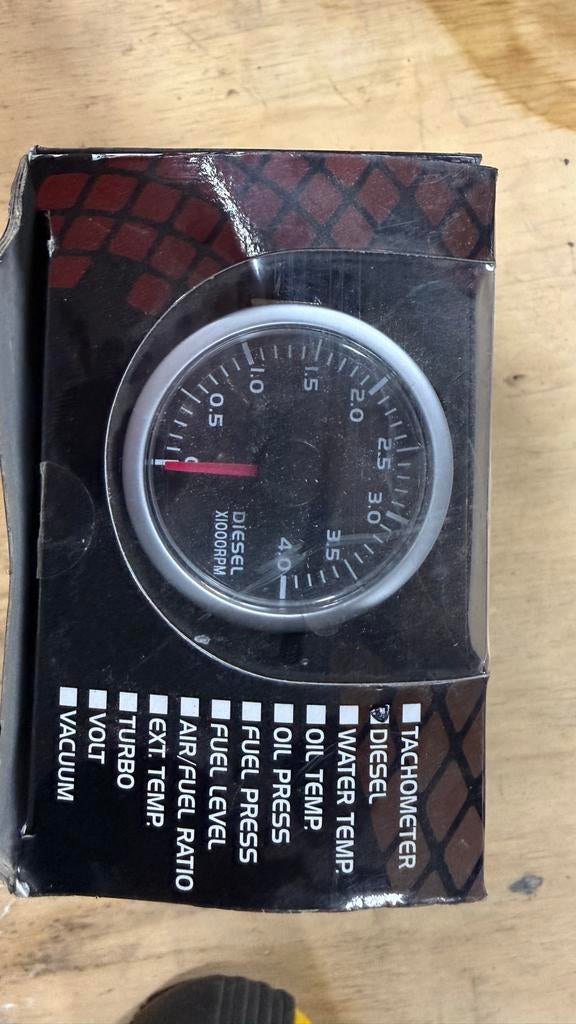 0
0.5
1.0
1.5
2.0
2.5
3.0
3.5
4.0
DIESEL
X1000RPM
TACHOMETER
DIESEL
WATER TEMP.
OIL TEMP.
OIL PRESS
FUEL PRESS
FUEL LEVEL
AIR/FUEL RATIO
EXT. TEMP.
TURBO
VOLT
VACUUM